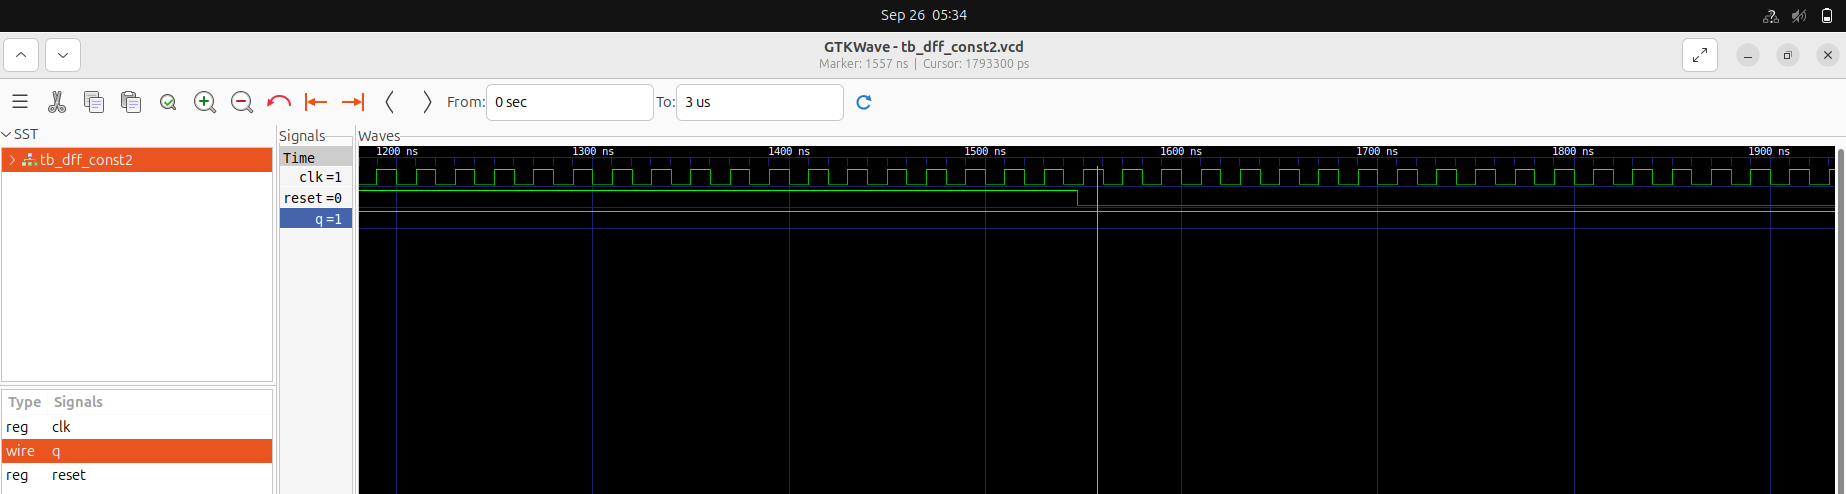 Sep 26 05:34
GTKWave - tb_dff_const2.vcd
Marker: 1557 ns | Cursor: 1793300 ps
From: 0 sec To: 3 us
SST
tb_dff_const2
Type Signals
reg clk
wire q
reg reset
Signals
Time
clk=1
reset=0
q=1
Waves
1200 ns 1300 ns 1400 ns 1500 ns 1600 ns 1700 ns 1800 ns 1900 ns